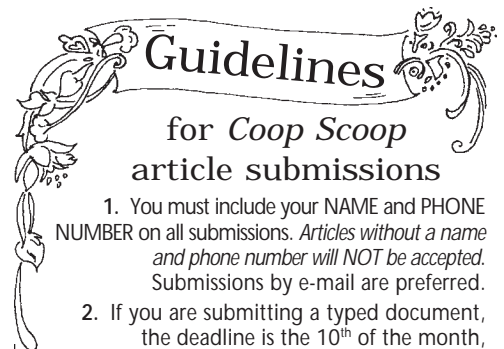 Guidelines
for Coop Scoop
article submissions
1. You must include your NAME and PHONE
NUMBER on all submissions. Articles without a name
and phone number will NOT be accepted.
Submissions by e-mail are preferred.
2. If you are submitting a typed document,
the deadline is the 10th of the month,